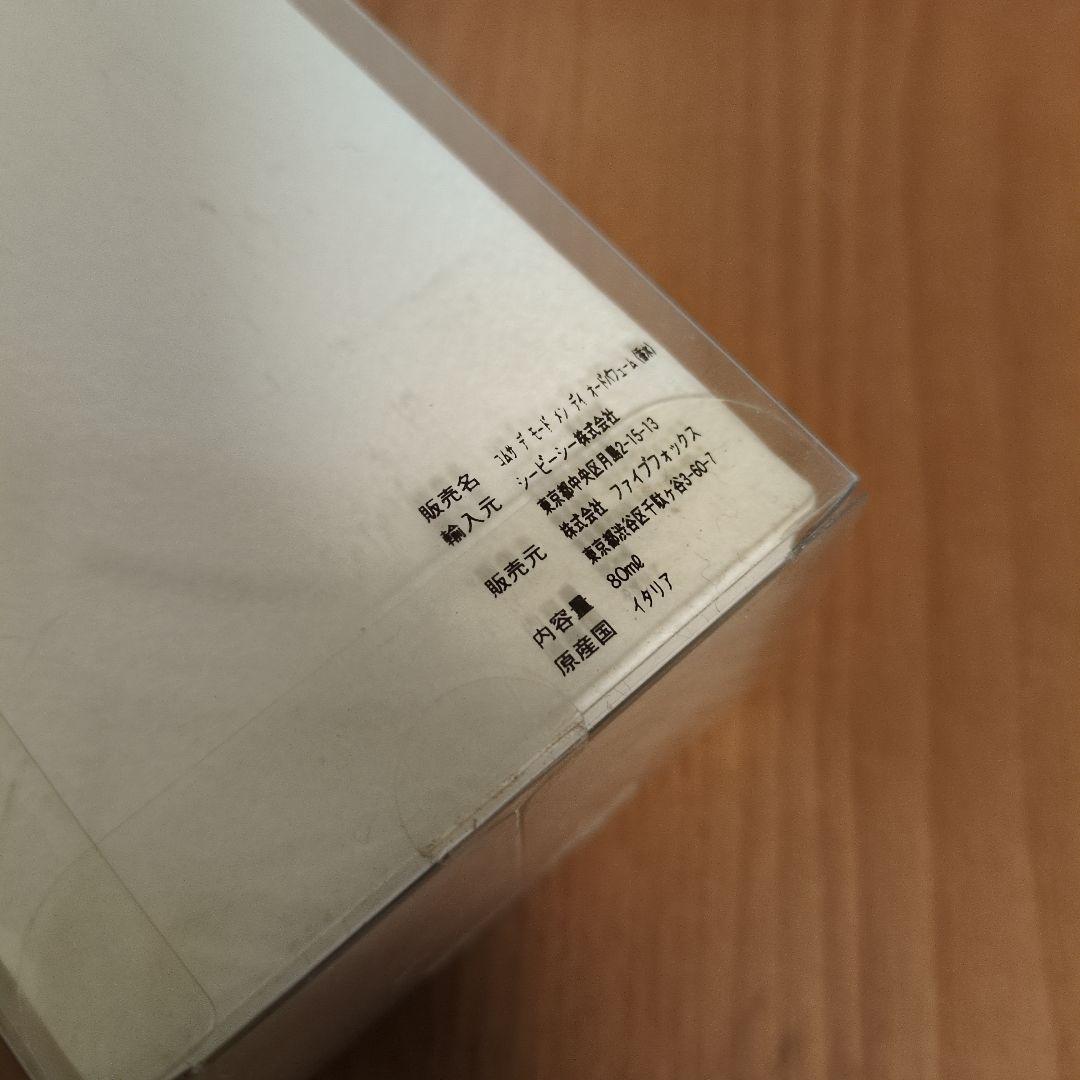 販売名 コムサ デ モード メン デイ オードパフューム(香水)
輸入元 シービーシー株式会社
東京都中央区月島2-15-13
販売元 株式会社 ファイブフォックス
東京都渋谷区千駄ヶ谷3-60-7
内容量 80ml
原産国 イタリア